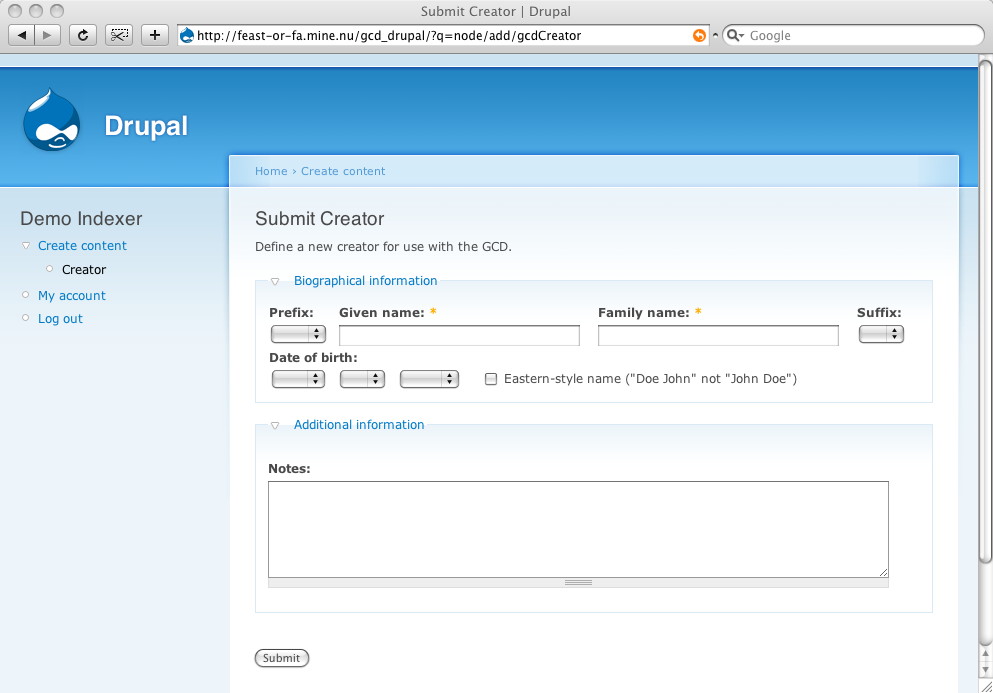 Submit Creator | Drupal
http://feast-or-fa.mine.nu/gcd_drupal/?q=node/add/gcdCreator
Google
Drupal
Home › Create content
Demo Indexer
Create content
Creator
My account
Log out
Submit Creator
Define a new creator for use with the GCD.
Biographical information
Prefix: Given name: * Family name: * Suffix:
Date of birth:
Eastern-style name ("Doe John" not "John Doe")
Additional information
Notes:
Submit